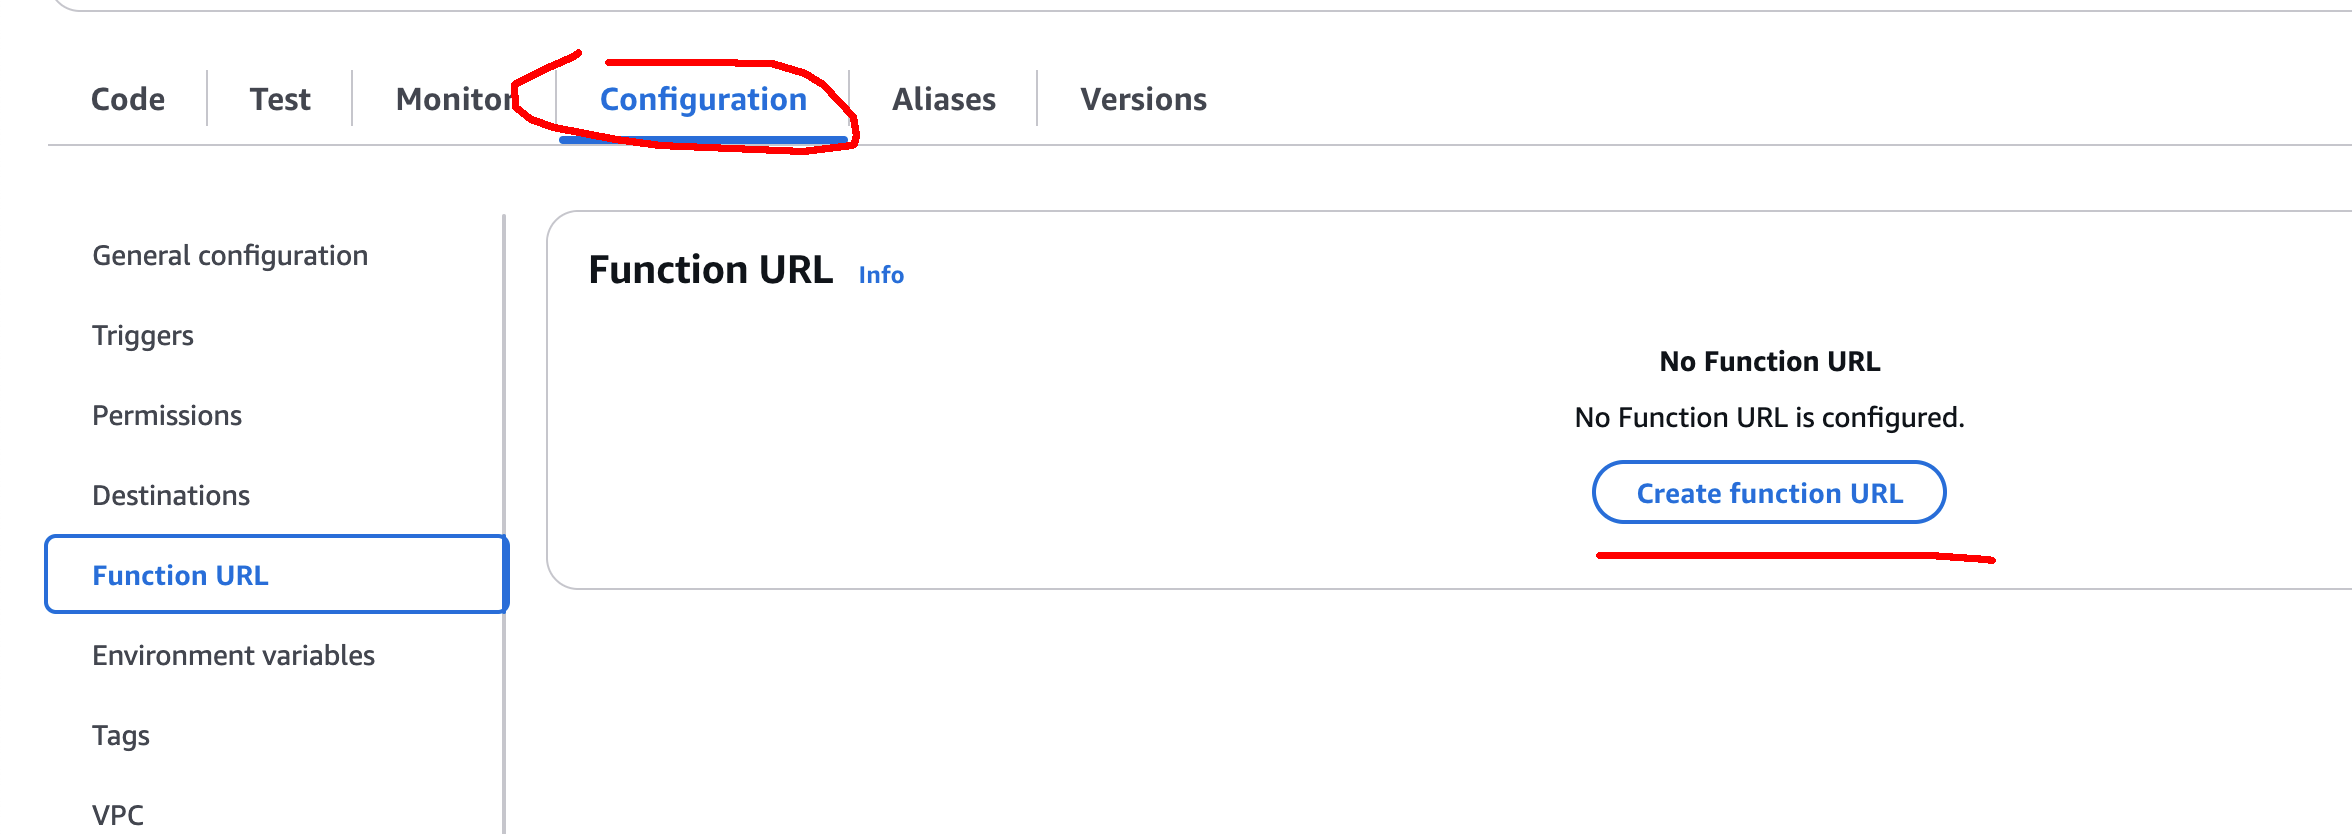 Code Test Monitor Configuration Aliases Versions
General configuration
Triggers
Permissions
Destinations
Function URL
Environment variables
Tags
VPC
Function URL Info
No Function URL
No Function URL is configured.
Create function URL